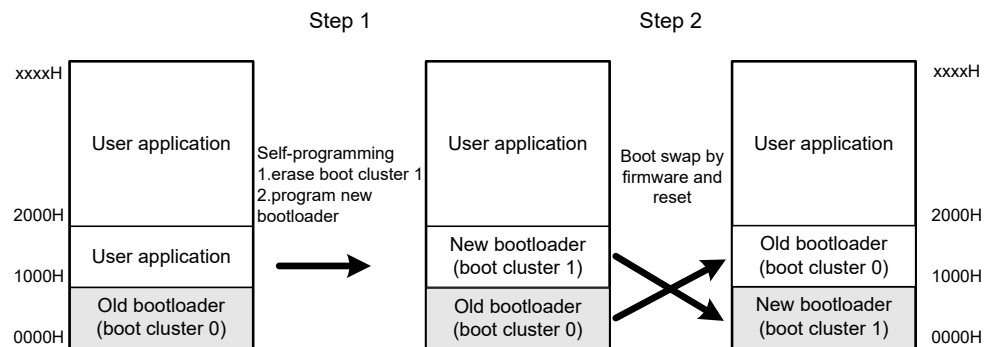 Step 1
Step 2
xxxxH
User application
2000H
User application
1000H
Old bootloader
(boot cluster 0)
0000H
Self-programming
1.erase boot cluster 1
2.program new
bootloader
User application
New bootloader
(boot cluster 1)
Old bootloader
(boot cluster 0)
Boot swap by
firmware and
reset
User application
Old bootloader
(boot cluster 0)
New bootloader
(boot cluster 1)
xxxxH
2000H
1000H
0000H